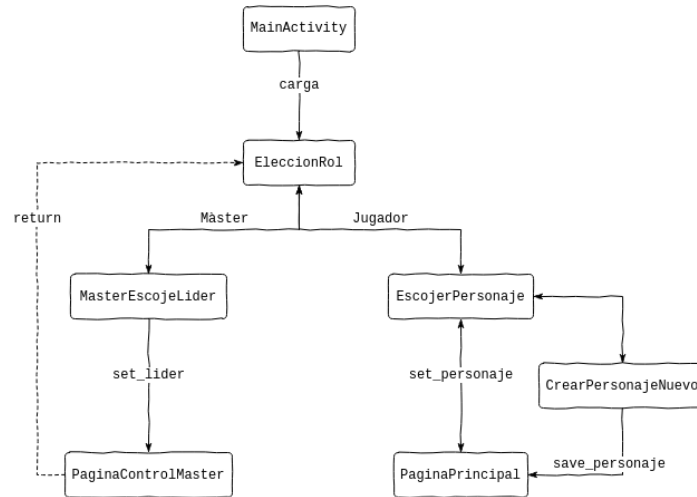 MainActivity
carga
EleccionRol
return
Màster
Jugador
MasterEscojeLider
EscojerPersonaje
set_lider
set_personaje
CrearPersonajeNuevo
PaginaControlMaster
PaginaPrincipal
save_personaje